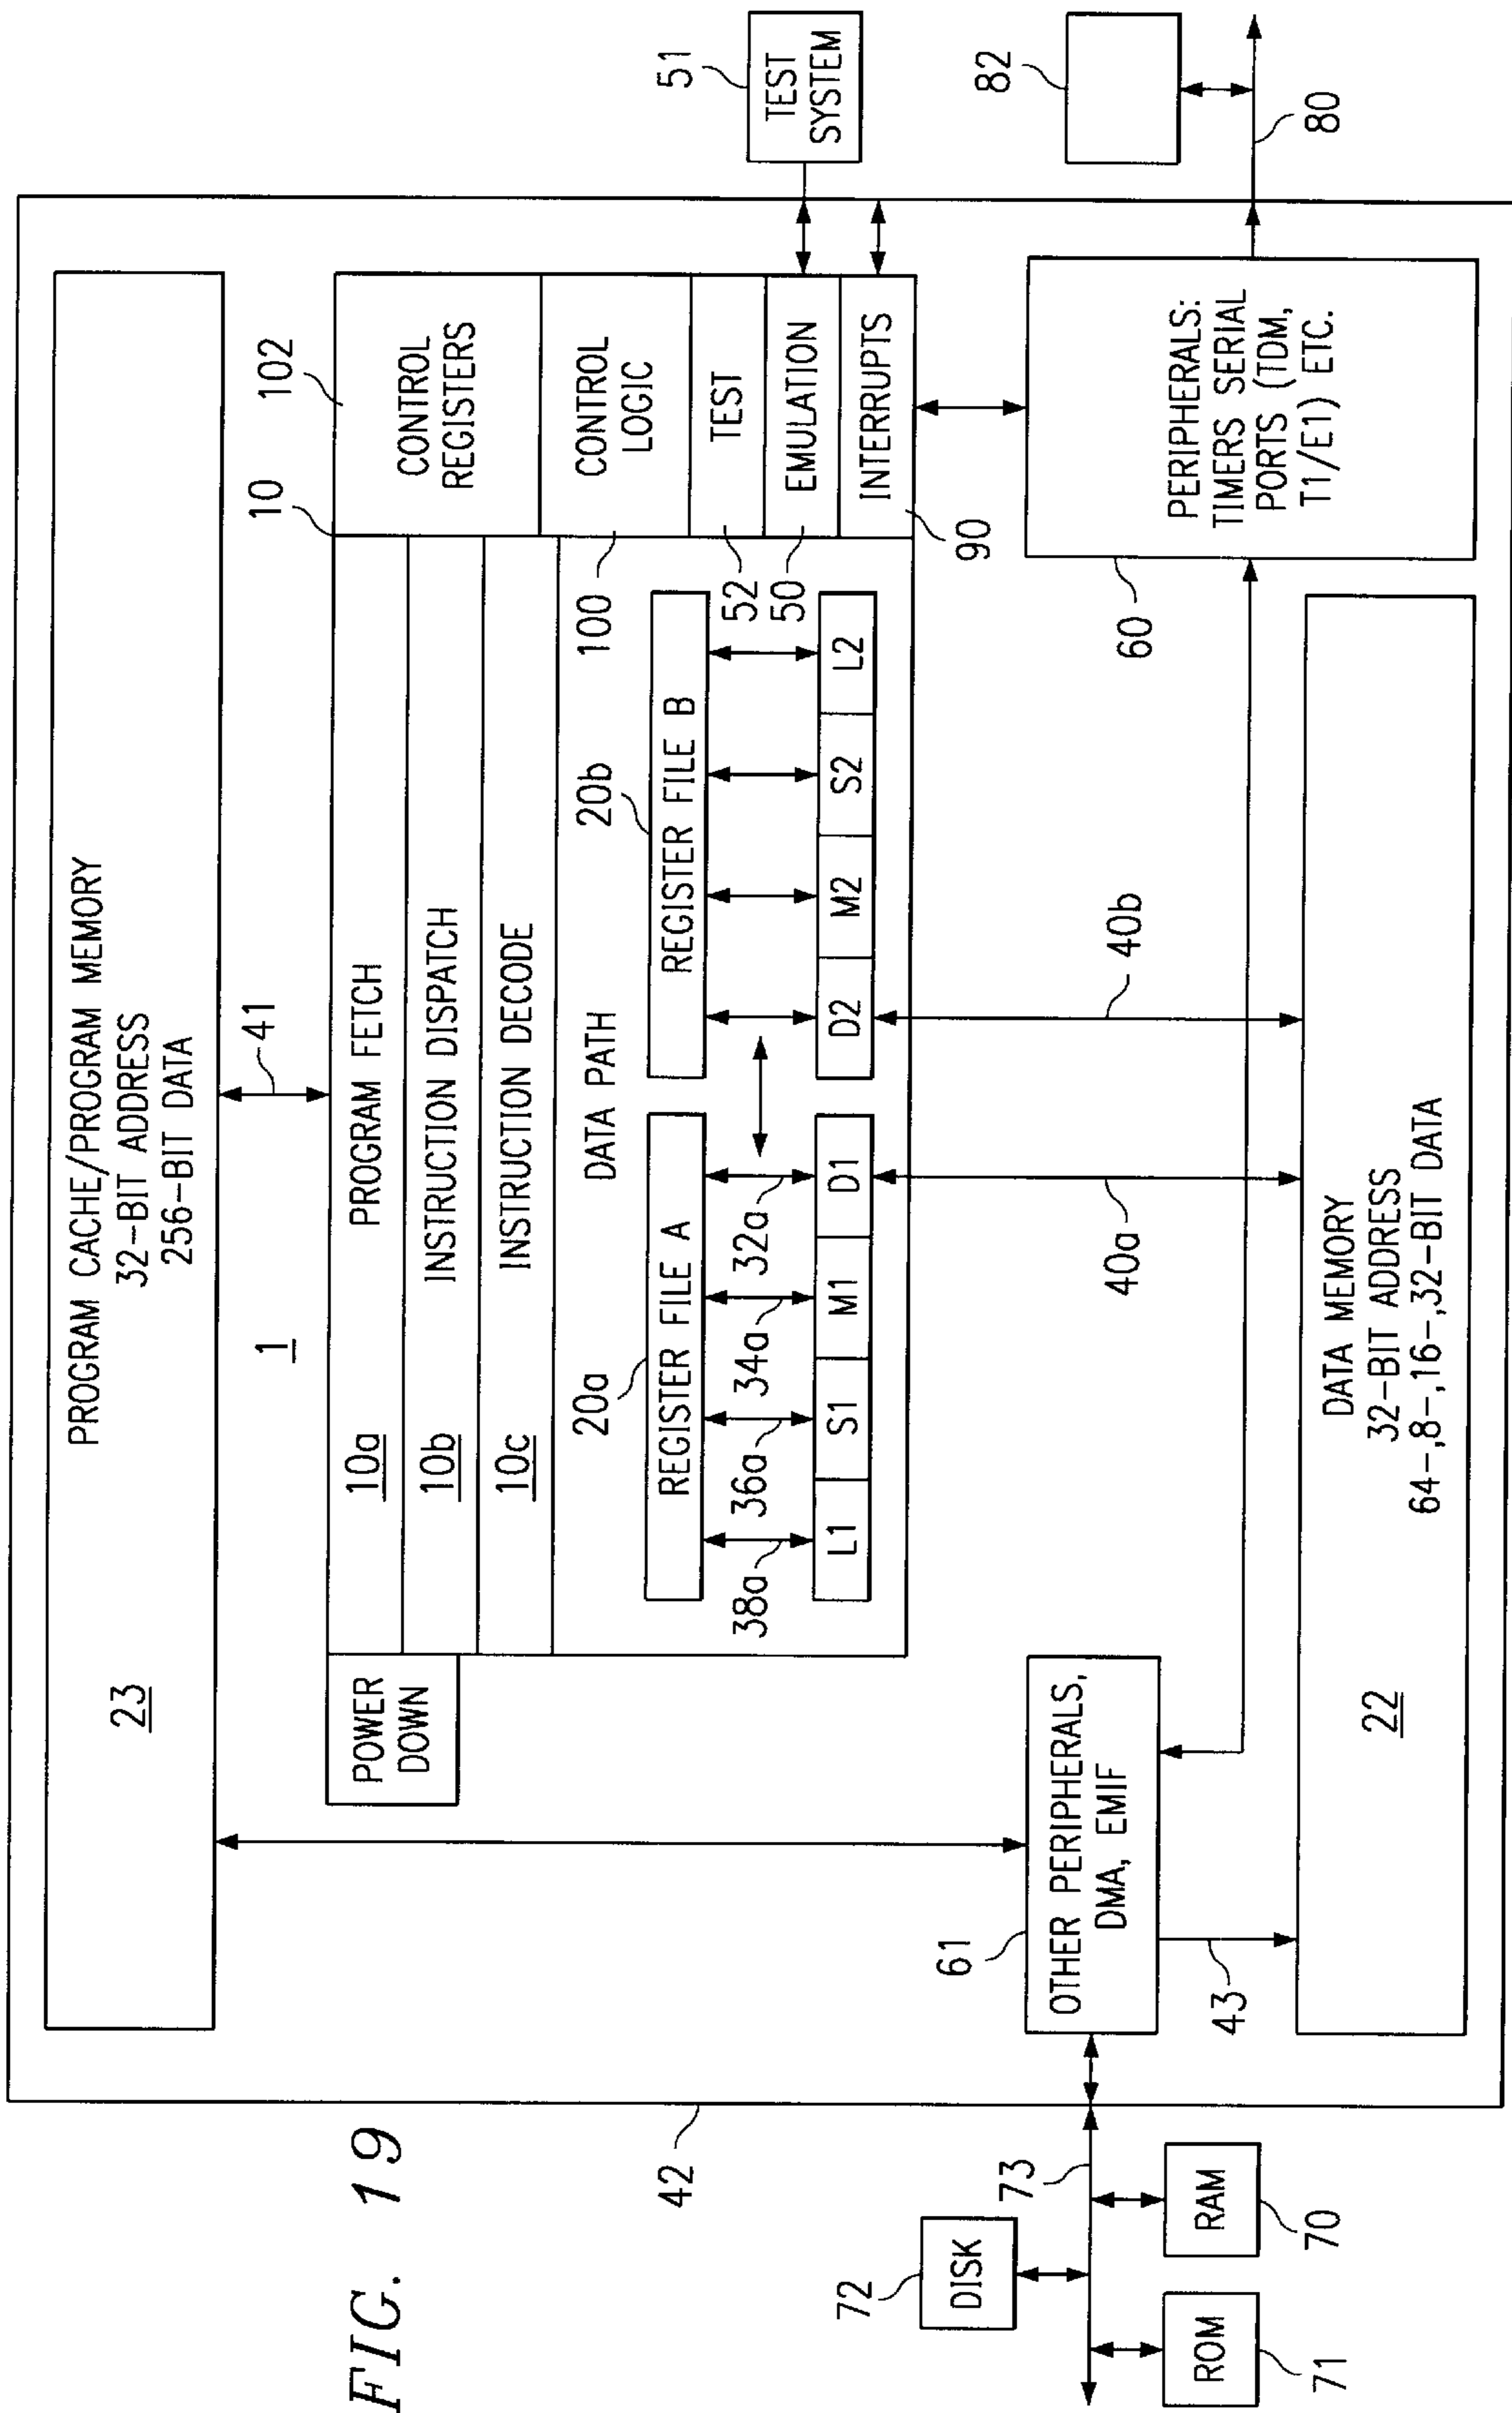 FIG. 19
42
PROGRAM CACHE/PROGRAM MEMORY
32-BIT ADDRESS
256-BIT DATA
23
41
1
POWER
DOWN
10
102
10a
PROGRAM FETCH
10b
INSTRUCTION DISPATCH
10c
INSTRUCTION DECODE
DATA PATH
CONTROL
REGISTERS
CONTROL
LOGIC
TEST
EMULATION
INTERRUPTS
100
52
50
90
TEST
SYSTEM
51
20a
REGISTER FILE A
20b
REGISTER FILE B
38a
36a
34a
32a
L1
S1
M1
D1
D2
M2
S2
L2
40a
40b
61
OTHER PERIPHERALS,
DMA, EMIF
43
60
PERIPHERALS:
TIMERS SERIAL
PORTS (TDM,
T1/E1) ETC.
82
80
DATA MEMORY
32-BIT ADDRESS
64-,8-,16-,32-BIT DATA
22
72
DISK
73
ROM
71
RAM
70